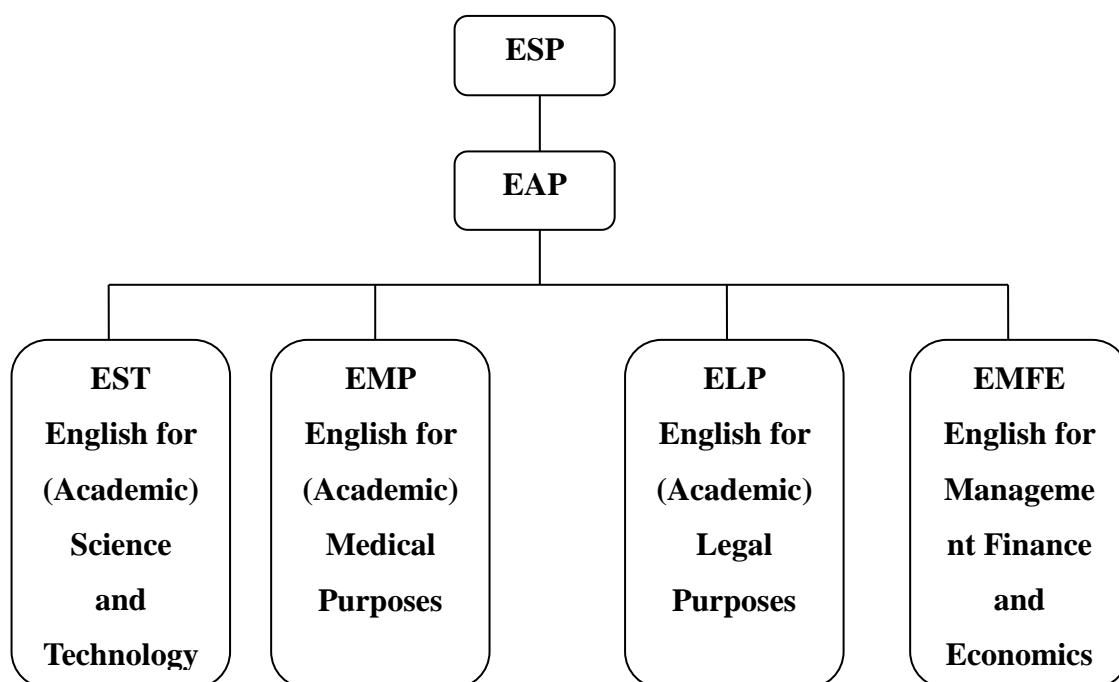 ESP
EAP
EST
English for
(Academic)
Science
and
Technology
EMP
English for
(Academic)
Medical
Purposes
ELP
English for
(Academic)
Legal
Purposes
EMFE
English for
Manageme
nt Finance
and
Economics